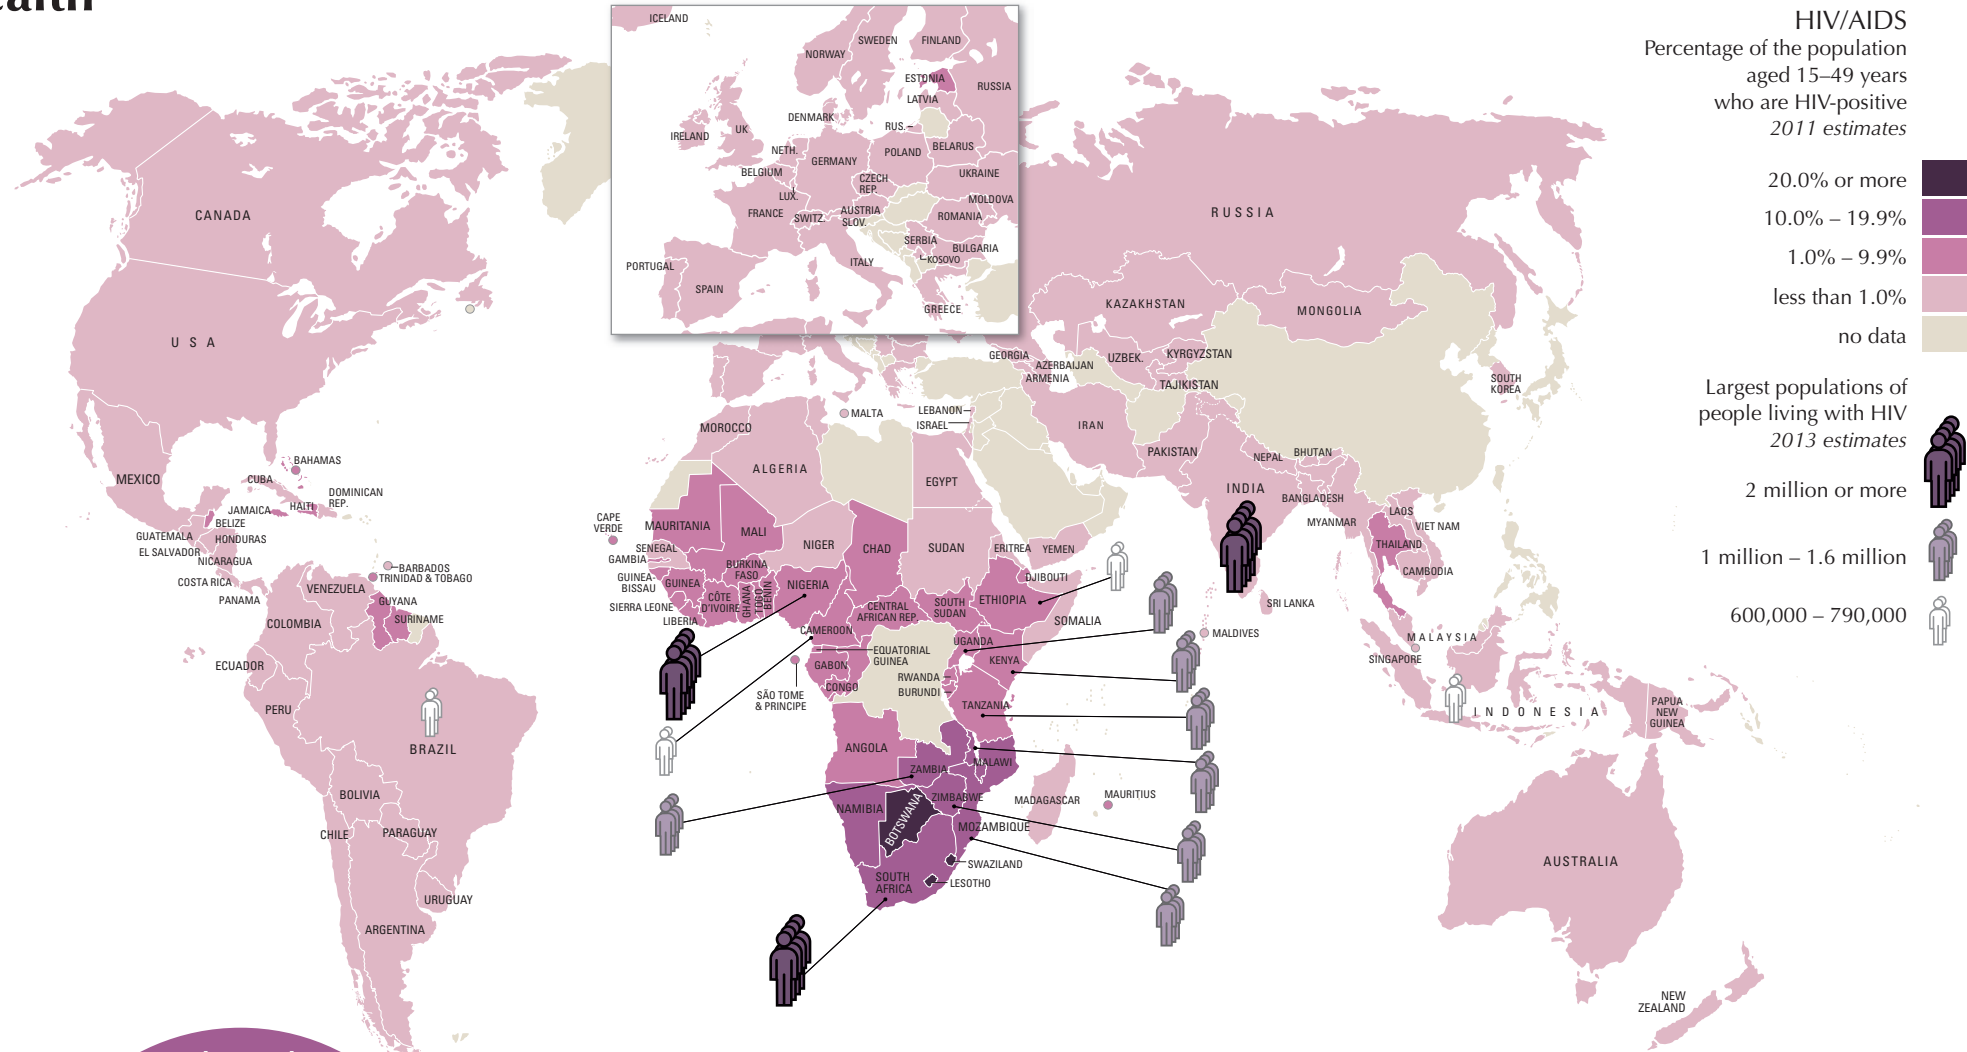 HIV/AIDS
Percentage of the population
aged 15–49 years
who are HIV-positive
2011 estimates
20.0% or more
10.0% – 19.9%
1.0% – 9.9%
less than 1.0%
no data
Largest populations of
people living with HIV
2013 estimates
2 million or more
1 million – 1.6 million
600,000 – 790,000
ICELAND
NORWAY
SWEDEN
FINLAND
ESTONIA
RUSSIA
LATVIA
DENMARK
RUS.
IRELAND
UK
NETH.
GERMANY
POLAND
BELARUS
BELGIUM
CZECH
REP.
UKRAINE
LUX.
MOLDOVA
FRANCE
SWITZ.
AUSTRIA
SLOV.
ROMANIA
SERBIA
BULGARIA
KOSOVO
ITALY
PORTUGAL
SPAIN
GREECE
CANADA
USA
MEXICO
BAHAMAS
CUBA
DOMINICAN
REP.
HAITI
JAMAICA
BELIZE
GUATEMALA
HONDURAS
EL SALVADOR
NICARAGUA
COSTA RICA
PANAMA
BARBADOS
TRINIDAD & TOBAGO
VENEZUELA
GUYANA
SURINAME
COLOMBIA
ECUADOR
PERU
BRAZIL
BOLIVIA
CHILE
PARAGUAY
URUGUAY
ARGENTINA
RUSSIA
KAZAKHSTAN
MONGOLIA
GEORGIA
AZERBAIJAN
ARMENIA
UZBEK.
KYRGYZSTAN
TAJIKISTAN
SOUTH
KOREA
MALTA
LEBANON
ISRAEL
IRAN
PAKISTAN
NEPAL
BHUTAN
INDIA
BANGLADESH
MYANMAR
LAOS
VIET NAM
THAILAND
CAMBODIA
SRI LANKA
MALDIVES
MALAYSIA
SINGAPORE
INDONESIA
PAPUA
NEW
GUINEA
AUSTRALIA
NEW
ZEALAND
MOROCCO
ALGERIA
EGYPT
CAPE
VERDE
MAURITANIA
MALI
NIGER
CHAD
SUDAN
ERITREA
YEMEN
DJIBOUTI
SENEGAL
GAMBIA
GUINEA-
BISSAU
GUINEA
SIERRA LEONE
LIBERIA
BURKINA
FASO
CÔTE
D'IVOIRE
GHANA
TOGO
BENIN
NIGERIA
CENTRAL
AFRICAN REP.
SOUTH
SUDAN
ETHIOPIA
SOMALIA
CAMEROON
EQUATORIAL
GUINEA
UGANDA
KENYA
GABON
CONGO
RWANDA
BURUNDI
SÃO TOME
& PRINCIPE
TANZANIA
ANGOLA
ZAMBIA
MALAWI
NAMIBIA
BOTSWANA
ZIMBABWE
MOZAMBIQUE
MADAGASCAR
MAURITIUS
SWAZILAND
SOUTH
AFRICA
LESOTHO